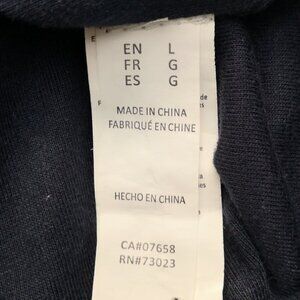 EN L
FR G
ES G
MADE IN CHINA
FABRIQUÉ EN CHINE
HECHO EN CHINA
CA#07658
RN#73023